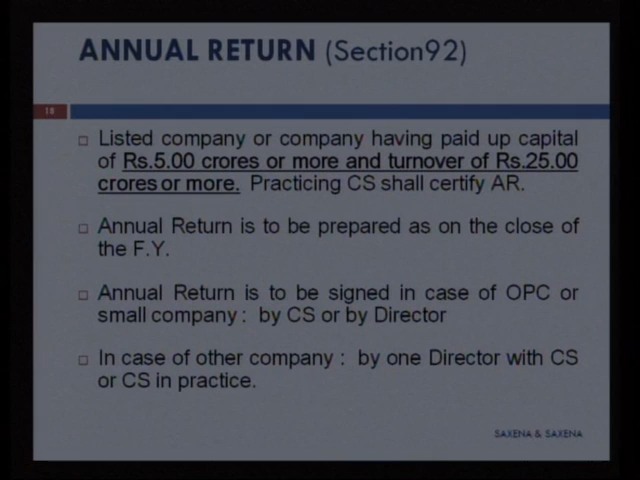 ANNUAL RETURN (Section92)
18
Listed company or company having paid up capital
of Rs.5.00 crores or more and turnover of Rs.25.00
crores or more. Practicing CS shall certify AR.
Annual Return is to be prepared as on the close of
the F.Y.
Annual Return is to be signed in case of OPC or
small company : by CS or by Director
In case of other company : by one Director with CS
or CS in practice.
SAXENA & SAXENA